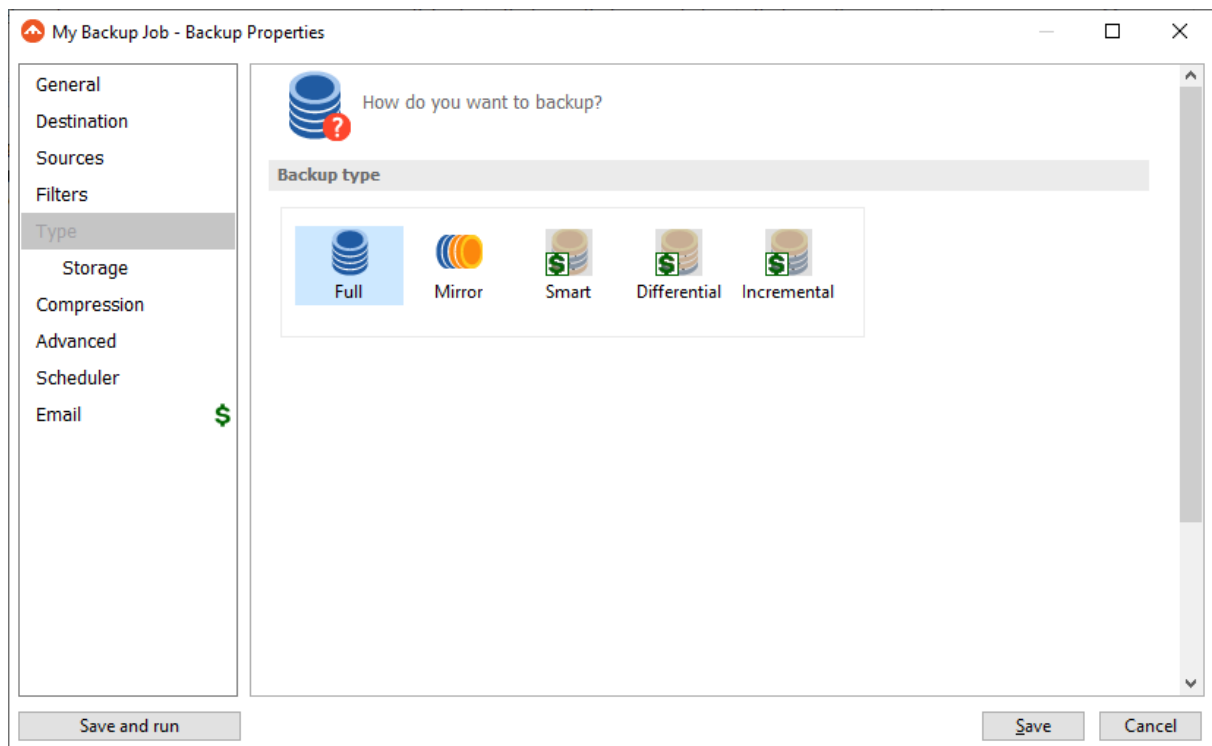 My Backup Job - Backup Properties
General
Destination
Sources
Filters
Type
Storage
Compression
Advanced
Scheduler
Email $
How do you want to backup?
?
Backup type
Full Mirror $ Smart $ Differential $ Incremental
Save and run
Save Cancel